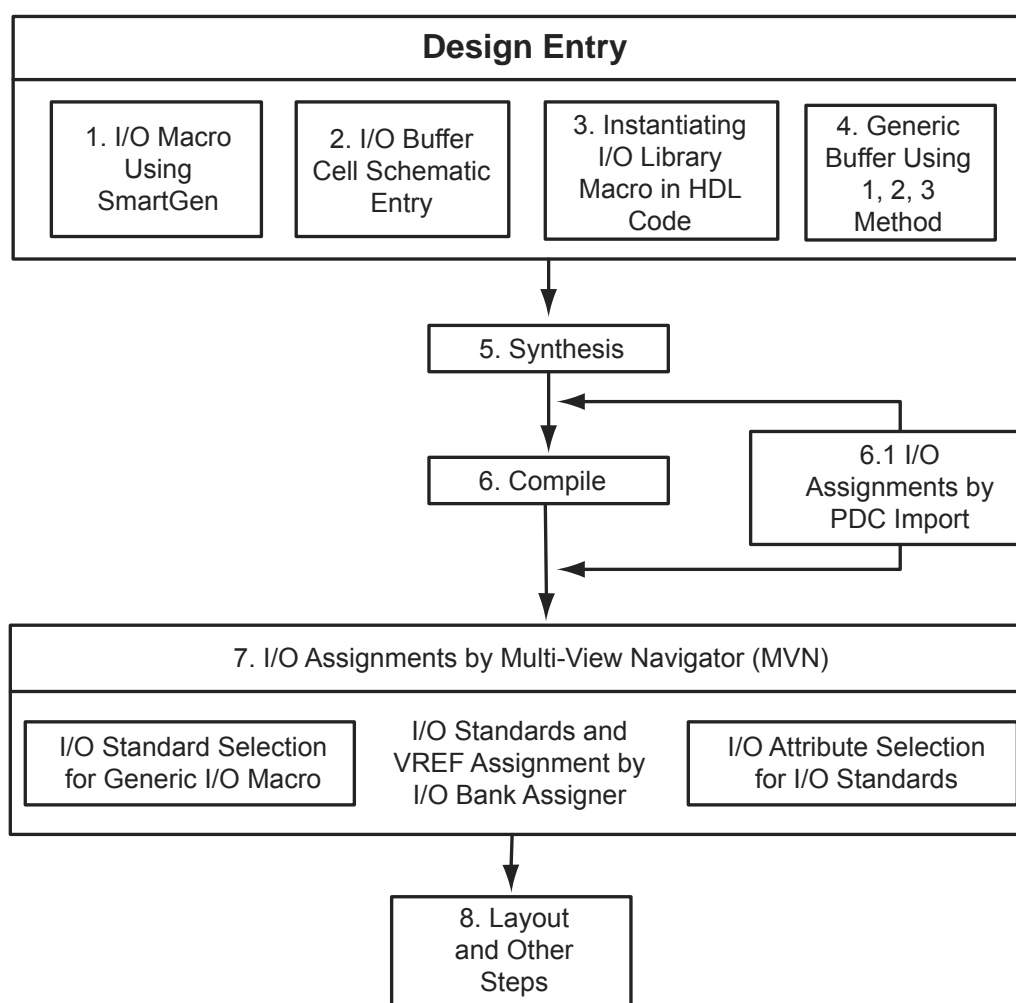 Design Entry
1. I/O Macro
Using
SmartGen
2. I/O Buffer
Cell Schematic
Entry
3. Instantiating
I/O Library
Macro in HDL
Code
4. Generic
Buffer Using
1, 2, 3
Method
5. Synthesis
6. Compile
6.1 I/O
Assignments by
PDC Import
7. I/O Assignments by Multi-View Navigator (MVN)
I/O Standard Selection
for Generic I/O Macro
I/O Standards and
VREF Assignment by
I/O Bank Assigner
I/O Attribute Selection
for I/O Standards
8. Layout
and Other
Steps